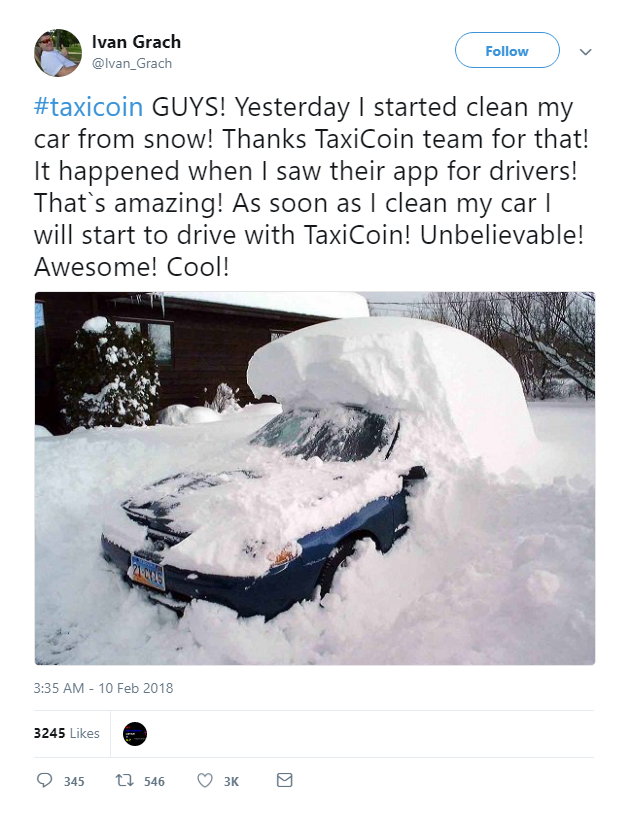 Ivan Grach
@Ivan_Grach
Follow
#taxicoin GUYS! Yesterday I started clean my
car from snow! Thanks TaxiCoin team for that!
It happened when I saw their app for drivers!
That`s amazing! As soon as I clean my car I
will start to drive with TaxiCoin! Unbelievable!
Awesome! Cool!
3:35 AM - 10 Feb 2018
3245 Likes
345 546 3K